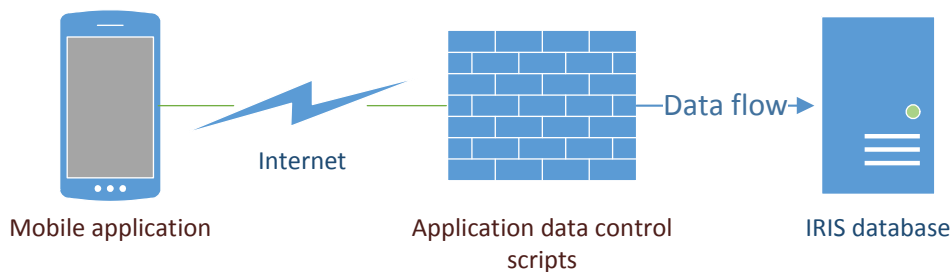 Data flow
Internet
Mobile application
Application data control
scripts
IRIS database